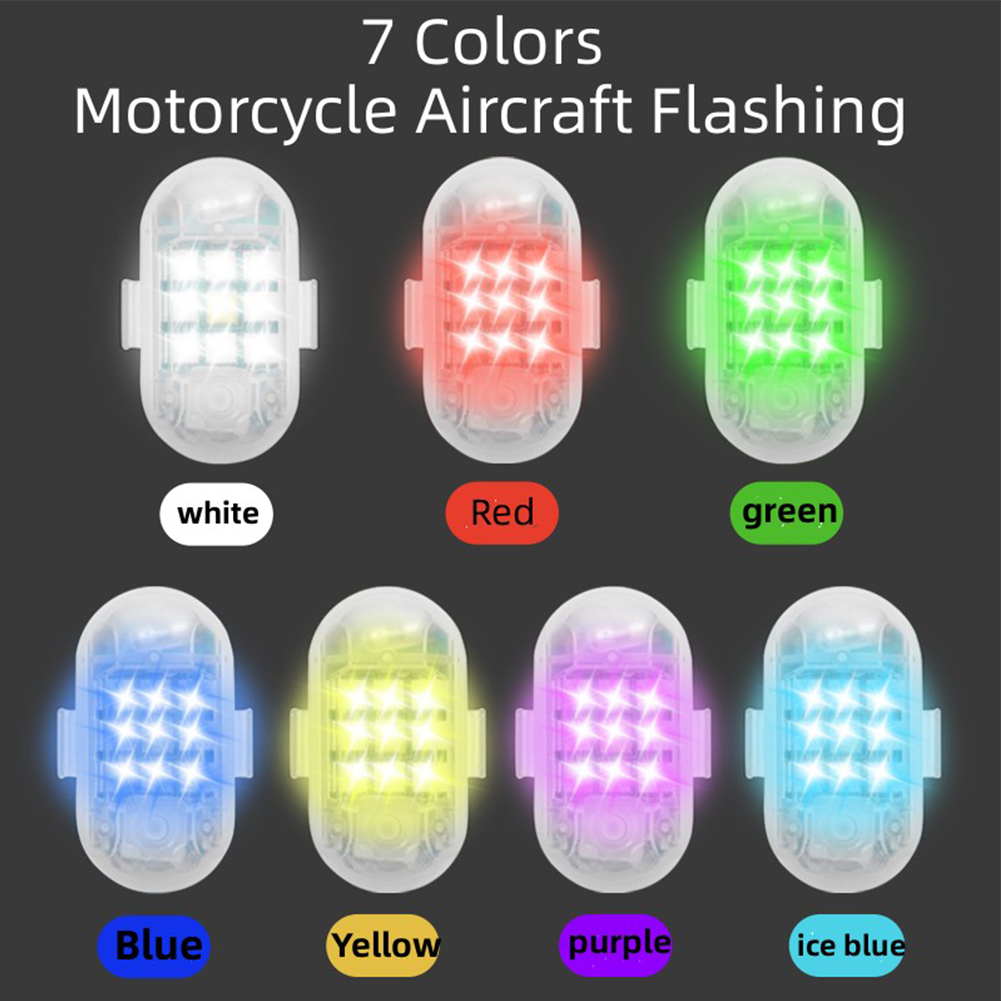 7 Colors
Motorcycle Aircraft Flashing
white
Red
green
Blue
Yellow
purple
ice blue